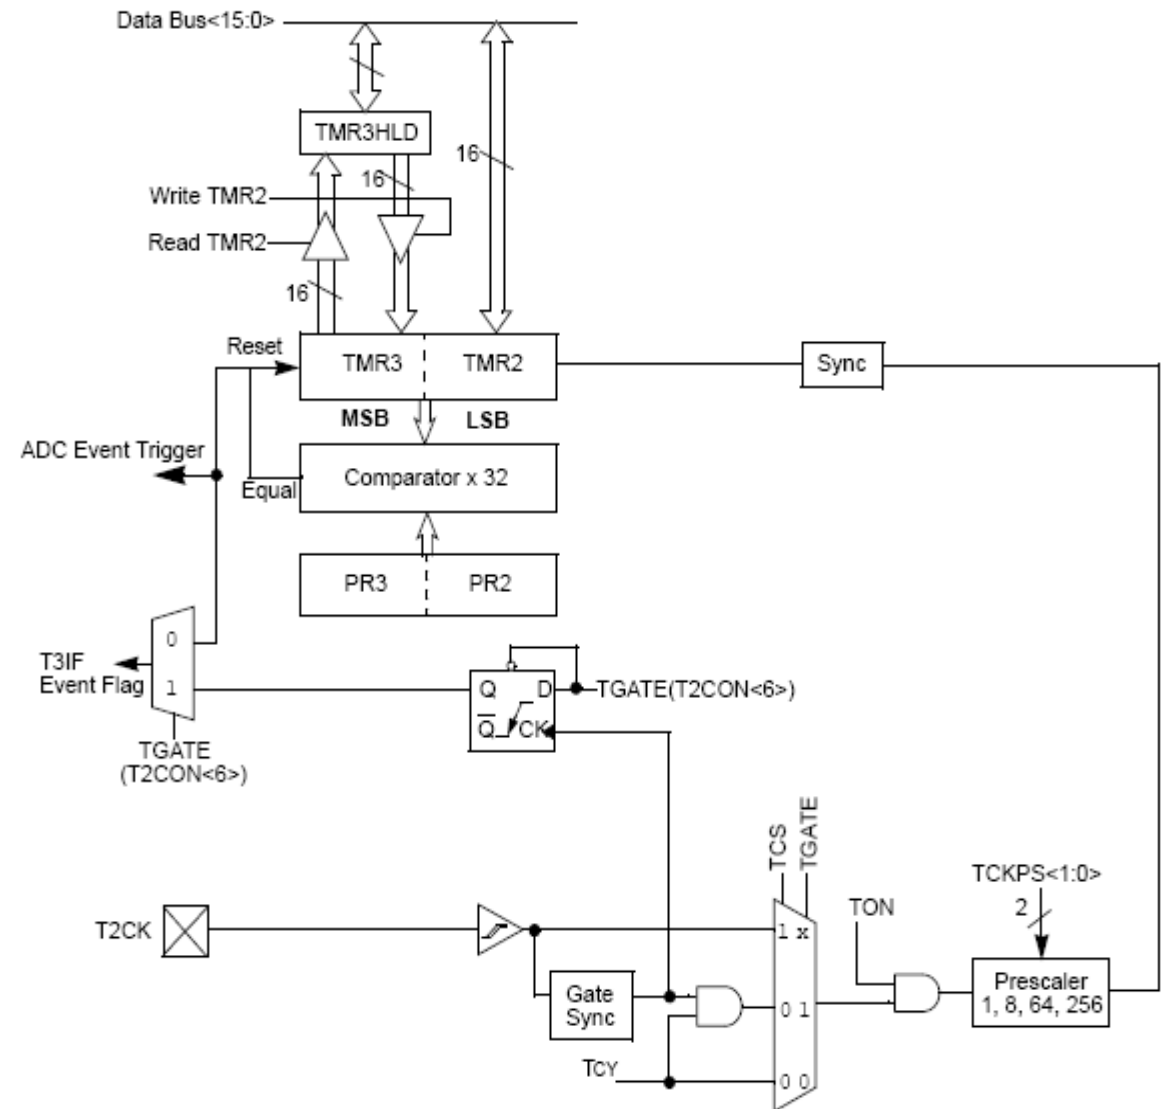 Data Bus<15:0>
TMR3HLD
16
16
Write TMR2
Read TMR2
16
Reset
TMR3
TMR2
Sync
MSB
LSB
ADC Event Trigger
Equal
Comparator x 32
PR3
PR2
0
T3IF
Event Flag
1
Q
D
TGATE(T2CON<6>)
Q
CK
TGATE
(T2CON<6>)
TCS
TGATE
TCKPS<1:0>
2
TON
T2CK
1 x
Gate
Sync
0 1
Prescaler
1, 8, 64, 256
TCY
0 0